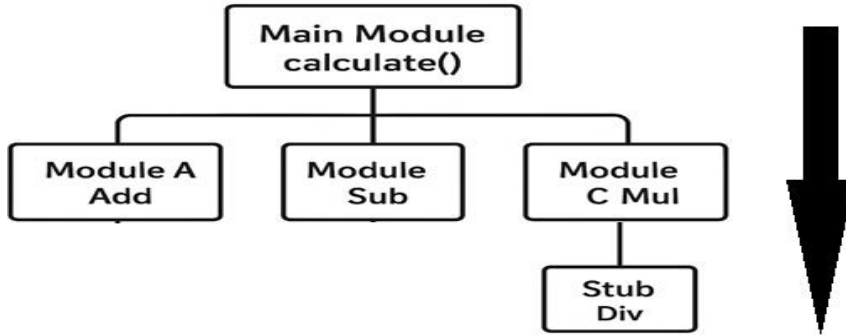 Main Module
calculate()
Module A
Add
Module
Sub
Module
C Mul
Stub
Div